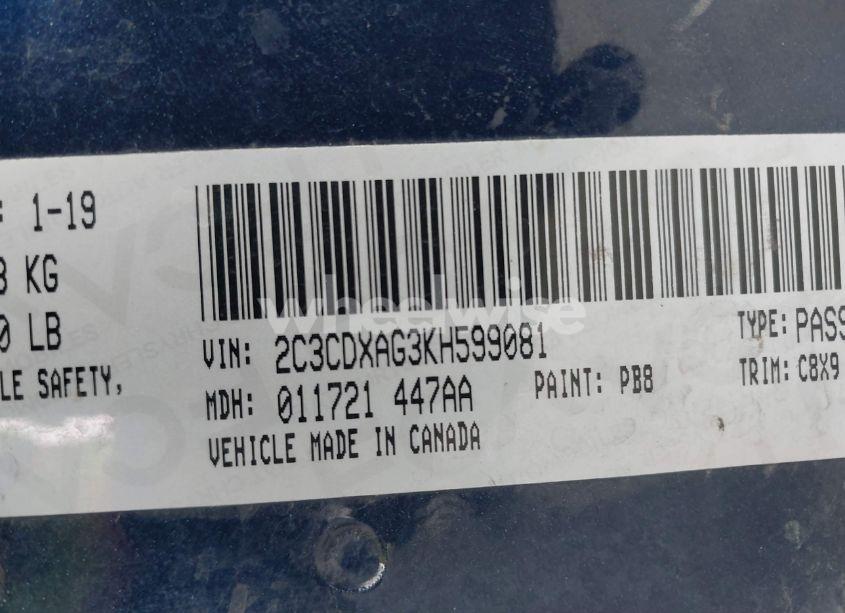 : 1-19
8 KG
0 LB
LE SAFETY,
wheelwise
VIN: 2C3CDXAG3KH599081
TYPE: PASS
MDH: 011721 447AA
PAINT: PB8
TRIM: C8X9
VEHICLE MADE IN CANADA